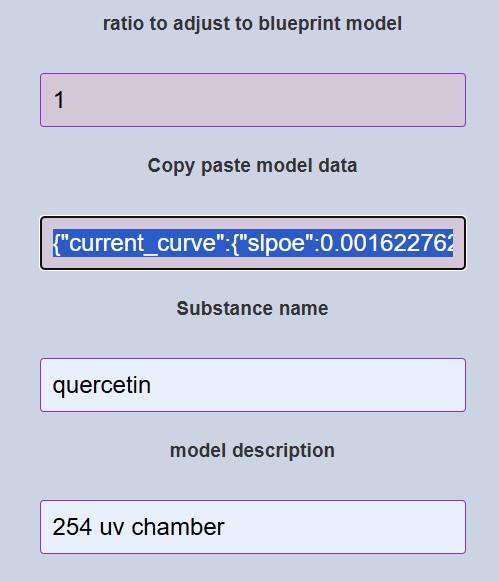 ratio to adjust to blueprint model
1
Copy paste model data
{"current_curve":{"slpoe":0.001622762
Substance name
quercetin
model description
254 uv chamber